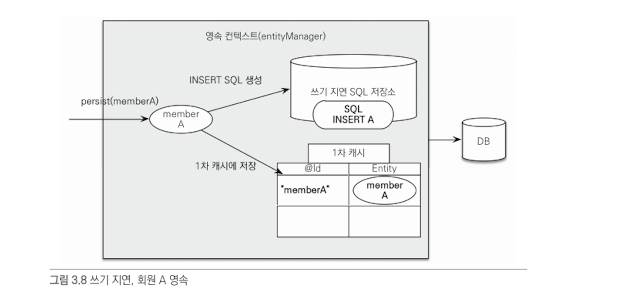 영속 컨텍스트(entityManager)
INSERT SQL 생성
쓰기 지연 SQL 저장소
persist(memberA)
SQL
INSERT A
member
A
DB
1차 캐시
1차 캐시에 저장
@Id
Entity
"memberA"
member
A
그림 3.8 쓰기 지연, 회원 A 영속